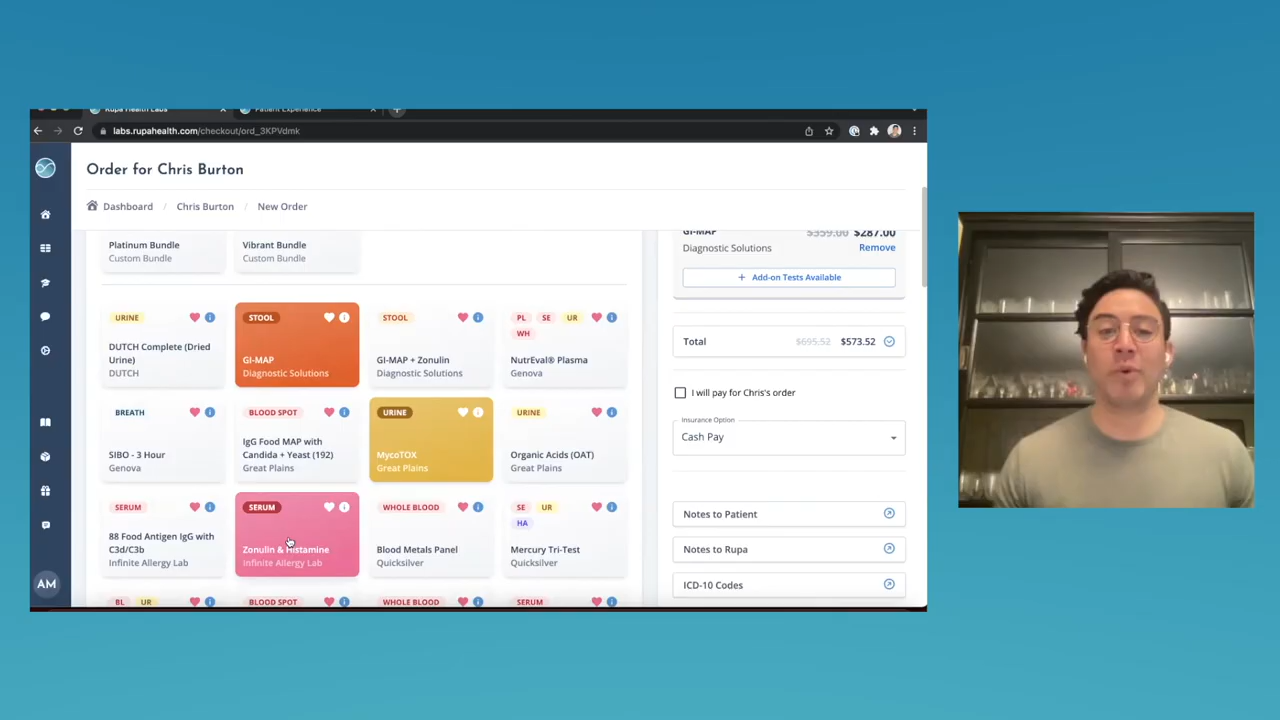 Rupa Health Labs
Patient Experience
labs.rupahealth.com/checkout/ord_3KPVdmk
Order for Chris Burton
Dashboard / Chris Burton / New Order
Platinum Bundle
Custom Bundle
Vibrant Bundle
Custom Bundle
URINE
DUTCH Complete (Dried
Urine)
DUTCH
STOOL
GI-MAP
Diagnostic Solutions
STOOL
GI-MAP + Zonulin
Diagnostic Solutions
PL SE UR
WH
NutrEval® Plasma
Genova
BREATH
SIBO - 3 Hour
Genova
BLOOD SPOT
IgG Food MAP with
Candida + Yeast (192)
Great Plains
URINE
MycoTOX
Great Plains
URINE
Organic Acids (OAT)
Great Plains
SERUM
88 Food Antigen IgG with
C3d/C3b
Infinite Allergy Lab
SERUM
Zonulin & Histamine
Infinite Allergy Lab
WHOLE BLOOD
Blood Metals Panel
Quicksilver
SE UR
HA
Mercury Tri-Test
Quicksilver
BL UR
BLOOD SPOT
WHOLE BLOOD
SERUM
AM
GI-MAP $359.00 $287.00
Diagnostic Solutions Remove
+ Add-on Tests Available
Total $695.52 $573.52
I will pay for Chris's order
Insurance Option
Cash Pay
Notes to Patient
Notes to Rupa
ICD-10 Codes